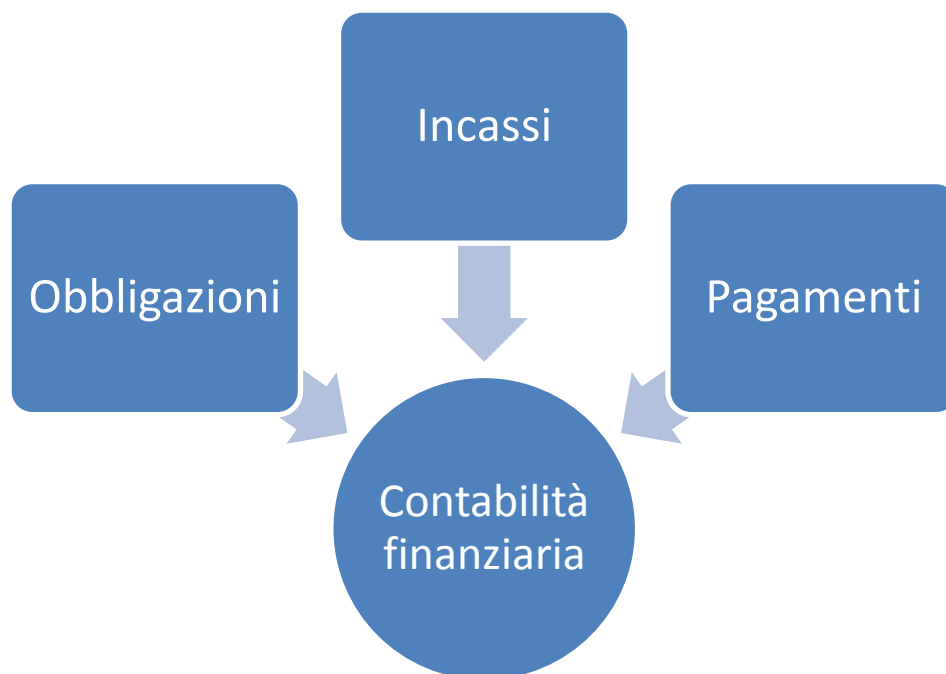 Incassi
Obbligazioni
Pagamenti
Contabilità
finanziaria